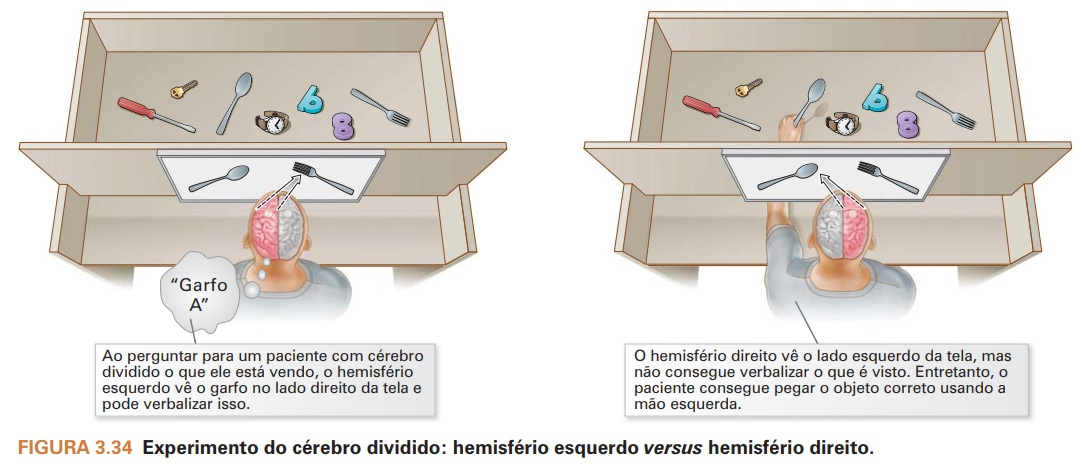 “Garfo
A”
Ao perguntar para um paciente com cérebro
dividido o que ele está vendo, o hemisfério
esquerdo vê o garfo no lado direito da tela e
pode verbalizar isso.
O hemisfério direito vê o lado esquerdo da tela, mas
não consegue verbalizar o que é visto. Entretanto, o
paciente consegue pegar o objeto correto usando a
mão esquerda.
FIGURA 3.34 Experimento do cérebro dividido: hemisfério esquerdo versus hemisfério direito.